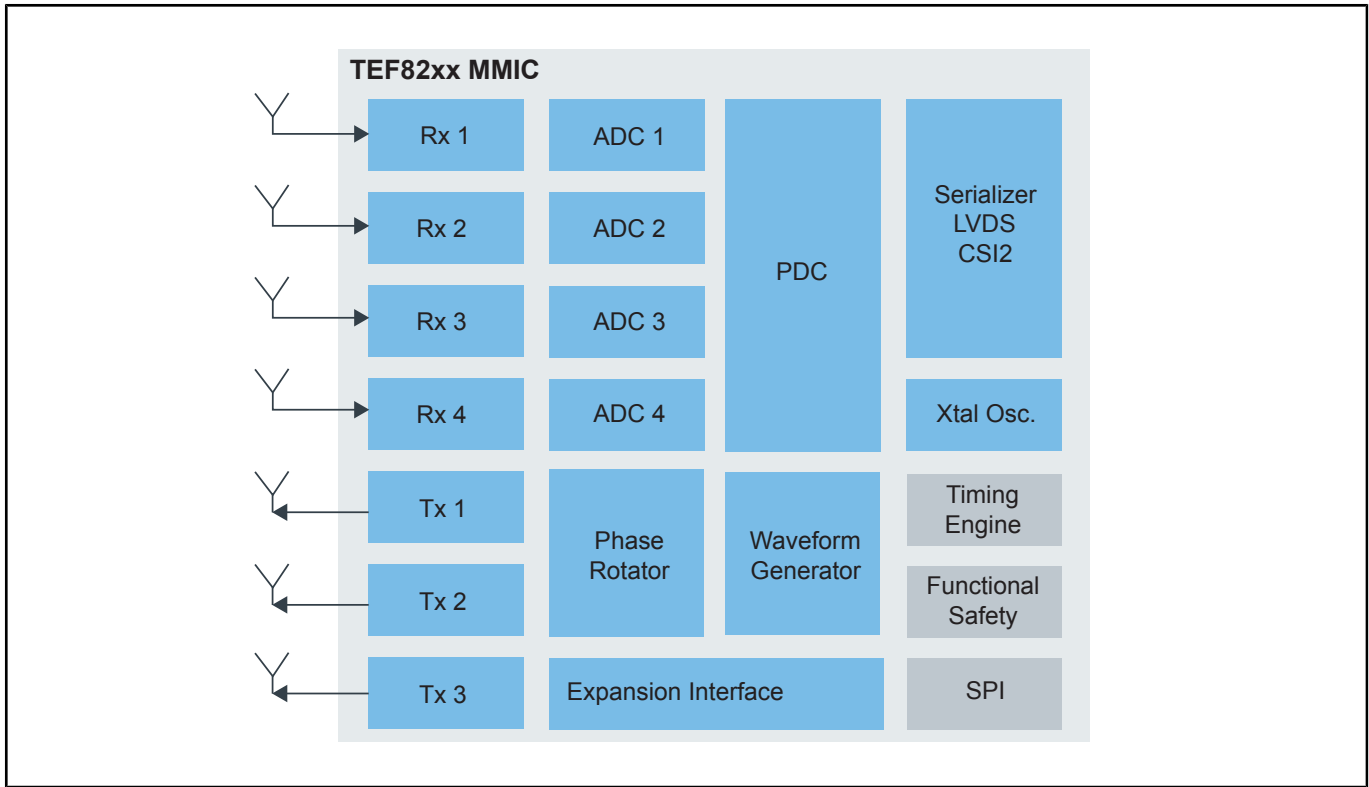 TEF82xx MMIC
Rx 1
ADC 1
Rx 2
ADC 2
Rx 3
ADC 3
Rx 4
ADC 4
PDC
Serializer
LVDS
CSI2
Xtal Osc.
Tx 1
Tx 2
Tx 3
Phase
Rotator
Waveform
Generator
Timing
Engine
Functional
Safety
Expansion Interface
SPI